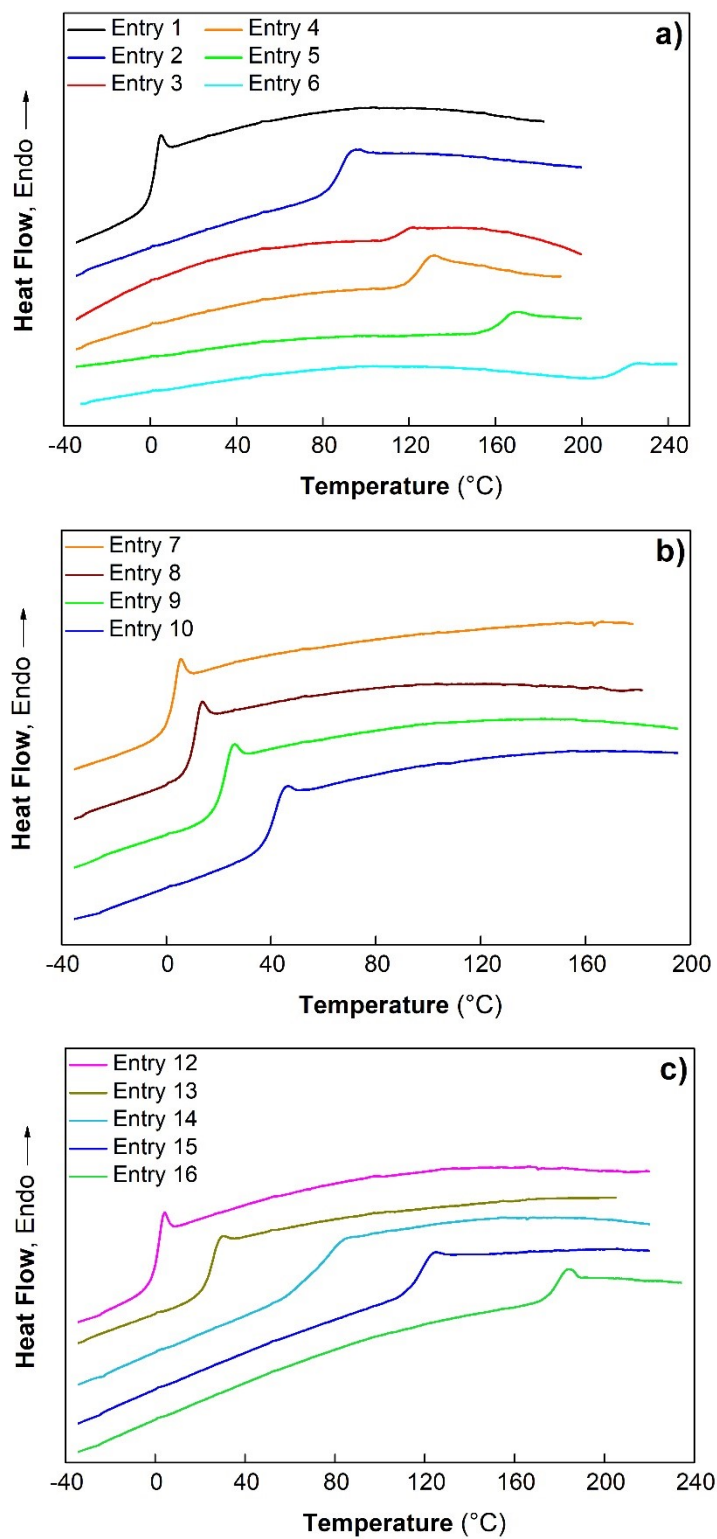 a)
Entry 1 Entry 4
Entry 2 Entry 5
Entry 3 Entry 6
Heat Flow, Endo →
-40 0 40 80 120 160 200 240
Temperature (°C)
b)
Entry 7
Entry 8
Entry 9
Entry 10
Heat Flow, Endo →
-40 0 40 80 120 160 200
Temperature (°C)
c)
Entry 12
Entry 13
Entry 14
Entry 15
Entry 16
Heat Flow, Endo →
-40 0 40 80 120 160 200 240
Temperature (°C)